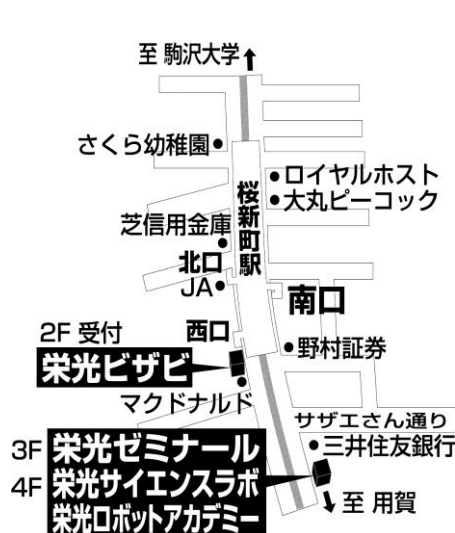 至 駒沢大学
さくら幼稚園
ロイヤルホスト
大丸ピーコック
桜新町駅
芝信用金庫
北口
JA
南口
2F 受付
西口
栄光ビザビ
野村証券
マクドナルド
サザエさん通り
3F 栄光ゼミナール
三井住友銀行
4F 栄光サイエンスラボ
栄光ロボットアカデミー
至 用賀